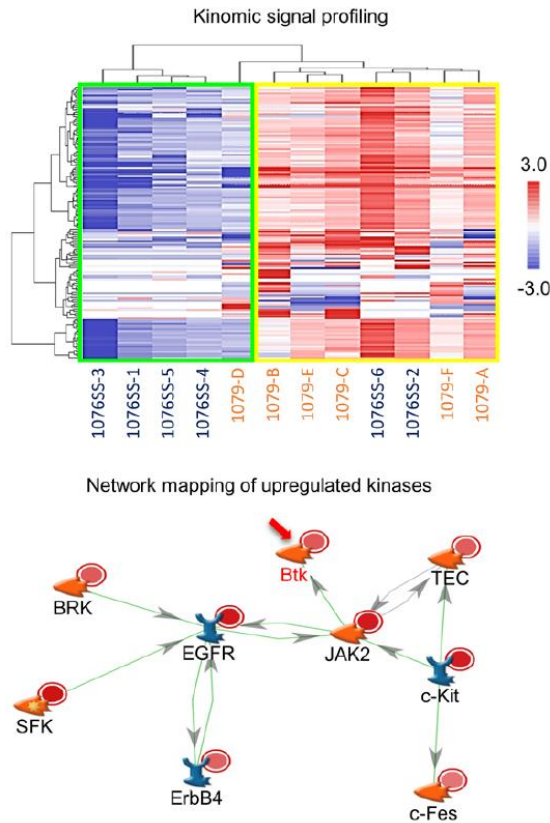 Kinomic signal profiling
3.0
-3.0
1076SS-3
1076SS-1
1076SS-5
1076SS-4
1079-D
1079-B
1079-E
1079-C
1076SS-6
1076SS-2
1079-F
1079-A
Network mapping of upregulated kinases
Btk
TEC
BRK
EGFR
JAK2
c-Kit
SFK
ErbB4
c-Fes